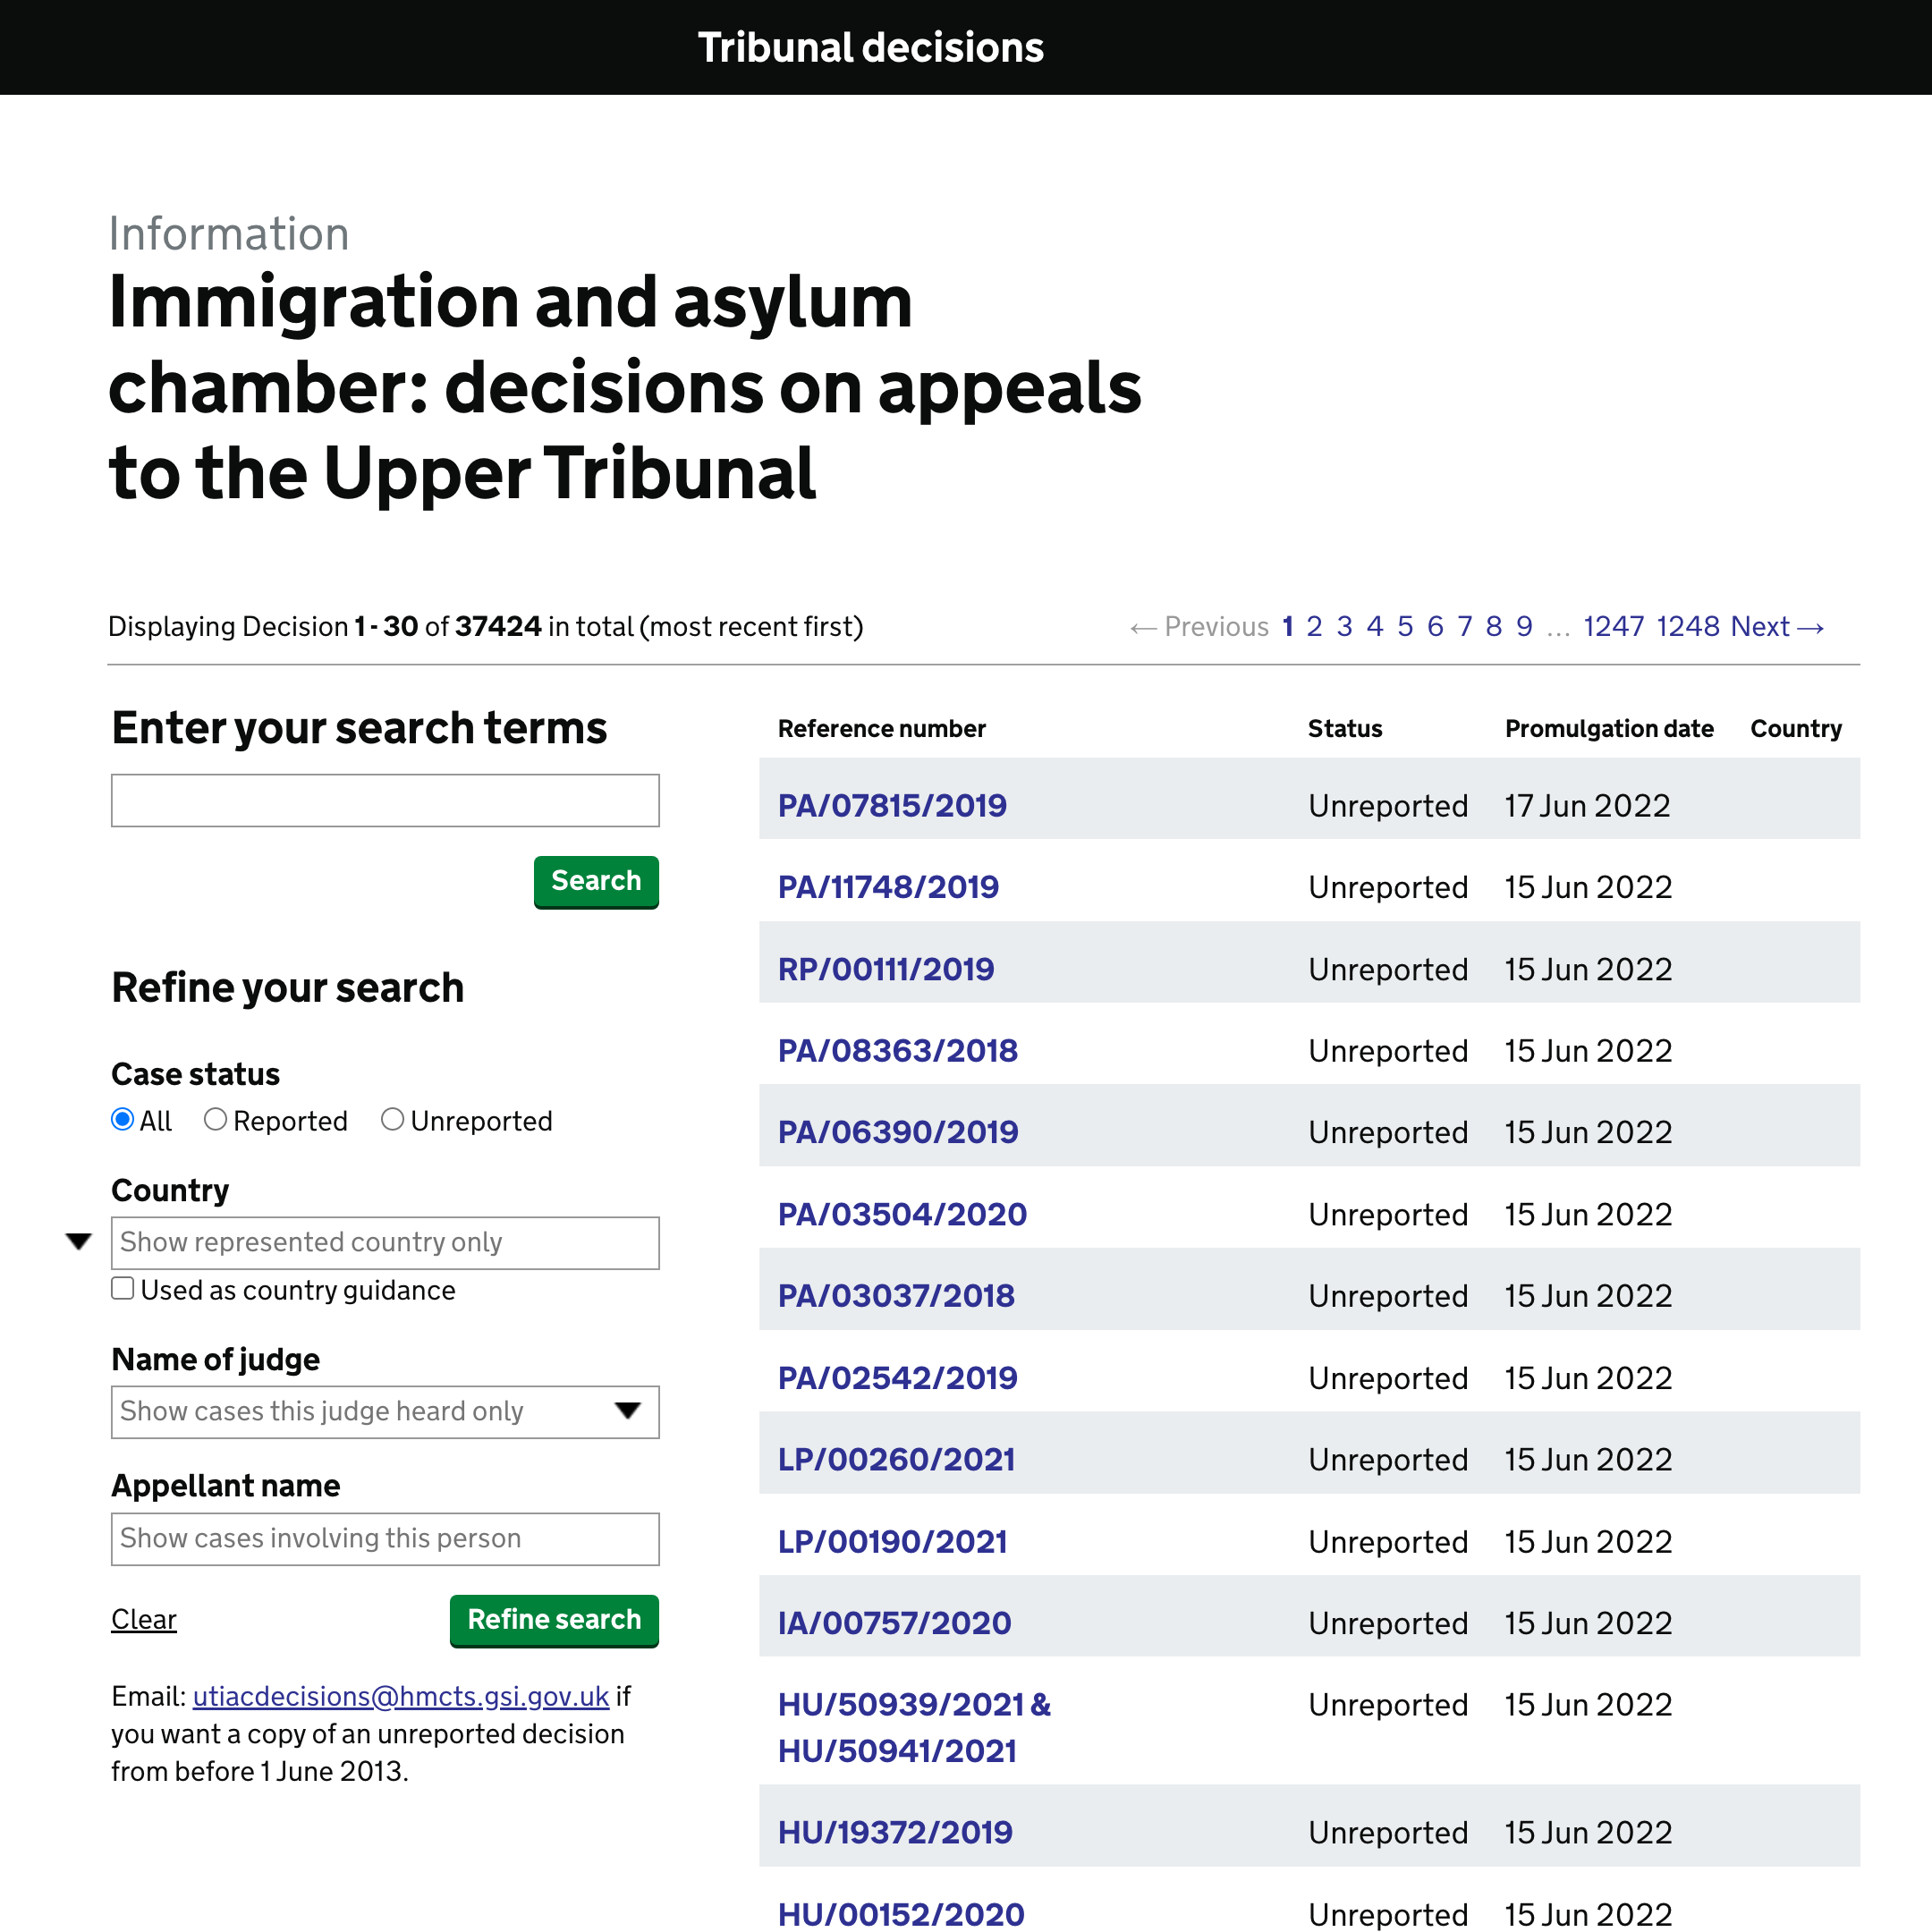 Tribunal decisions
Information
Immigration and asylum
chamber: decisions on appeals
to the Upper Tribunal
Displaying Decision 1 - 30 of 37424 in total (most recent first)
← Previous 1 2 3 4 5 6 7 8 9 … 1247 1248 Next →
Enter your search terms
Search
Refine your search
Case status
All Reported Unreported
Country
Show represented country only
Used as country guidance
Name of judge
Show cases this judge heard only
Appellant name
Show cases involving this person
Clear Refine search
Email: utiacdecisions@hmcts.gsi.gov.uk if
you want a copy of an unreported decision
from before 1 June 2013.
Reference number Status Promulgation date Country
PA/07815/2019 Unreported 17 Jun 2022
PA/11748/2019 Unreported 15 Jun 2022
RP/00111/2019 Unreported 15 Jun 2022
PA/08363/2018 Unreported 15 Jun 2022
PA/06390/2019 Unreported 15 Jun 2022
PA/03504/2020 Unreported 15 Jun 2022
PA/03037/2018 Unreported 15 Jun 2022
PA/02542/2019 Unreported 15 Jun 2022
LP/00260/2021 Unreported 15 Jun 2022
LP/00190/2021 Unreported 15 Jun 2022
IA/00757/2020 Unreported 15 Jun 2022
HU/50939/2021 & Unreported 15 Jun 2022
HU/50941/2021
HU/19372/2019 Unreported 15 Jun 2022
HU/00152/2020 Unreported 15 Jun 2022